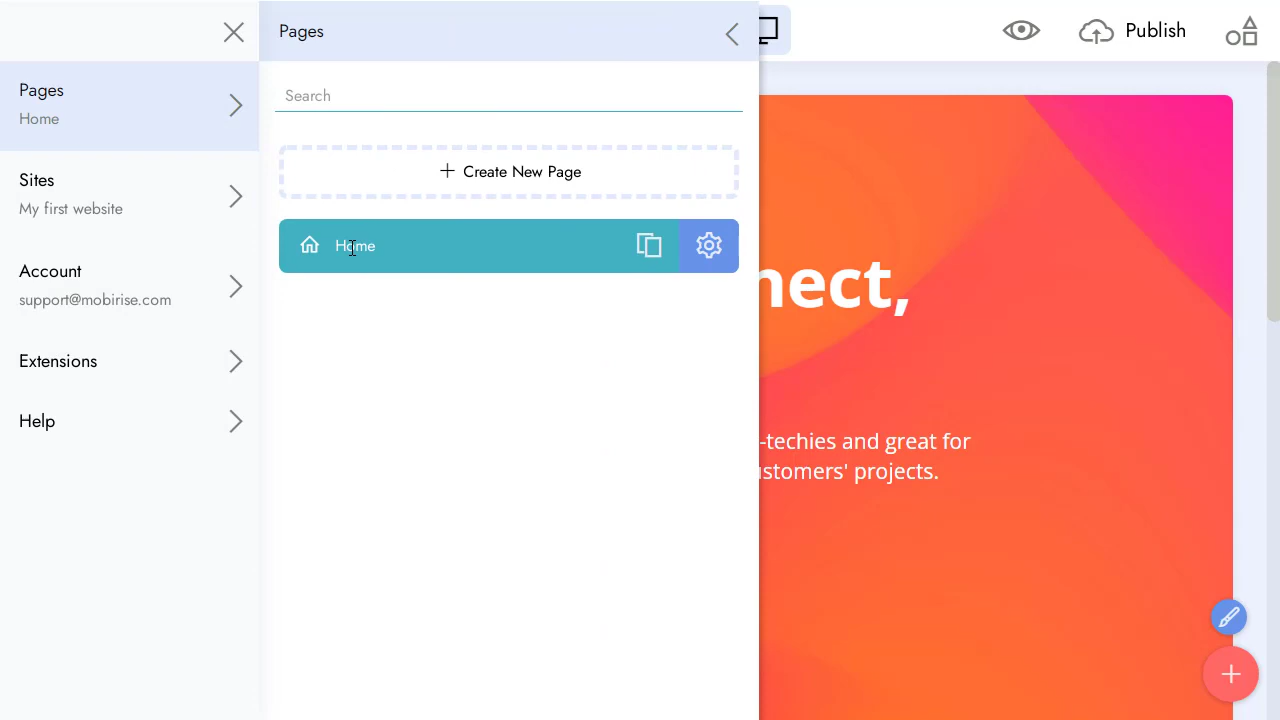 Pages
Publish
Pages
Home
Search
Create New Page
Sites
My first website
Home
Account
support@mobirise.com
Extensions
Help
nect,
-techies and great for
ustomers' projects.